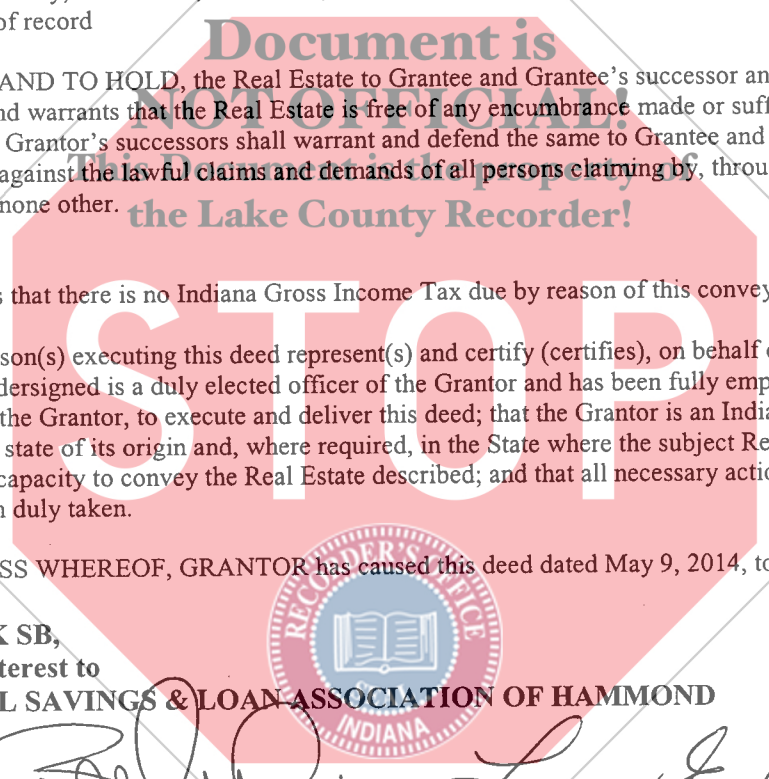 of record
Document is
AND TO HOLD, the Real Estate to Grantee and Grantee's successor an
NOT OFFICIAL!
nd warrants that the Real Estate is free of any encumbrance made or suff
Grantor's successors shall warrant and defend the same to Grantee and
This Document is the property of
against the lawful claims and demands of all persons claiming by, throu
none other.
the Lake County Recorder!
s that there is no Indiana Gross Income Tax due by reason of this convey
STOP
son(s) executing this deed represent(s) and certify (certifies), on behalf
dersigned is a duly elected officer of the Grantor and has been fully emp
the Grantor, to execute and deliver this deed; that the Grantor is an India
state of its origin and, where required, in the State where the subject Re
capacity to convey the Real Estate described; and that all necessary actio
n duly taken.
SS WHEREOF, GRANTOR has caused this deed dated May 9, 2014, to
RECORDER'S OFFICE
K SB,
terest to
L SAVINGS & LOAN ASSOCIATION OF HAMMOND
INDIANA